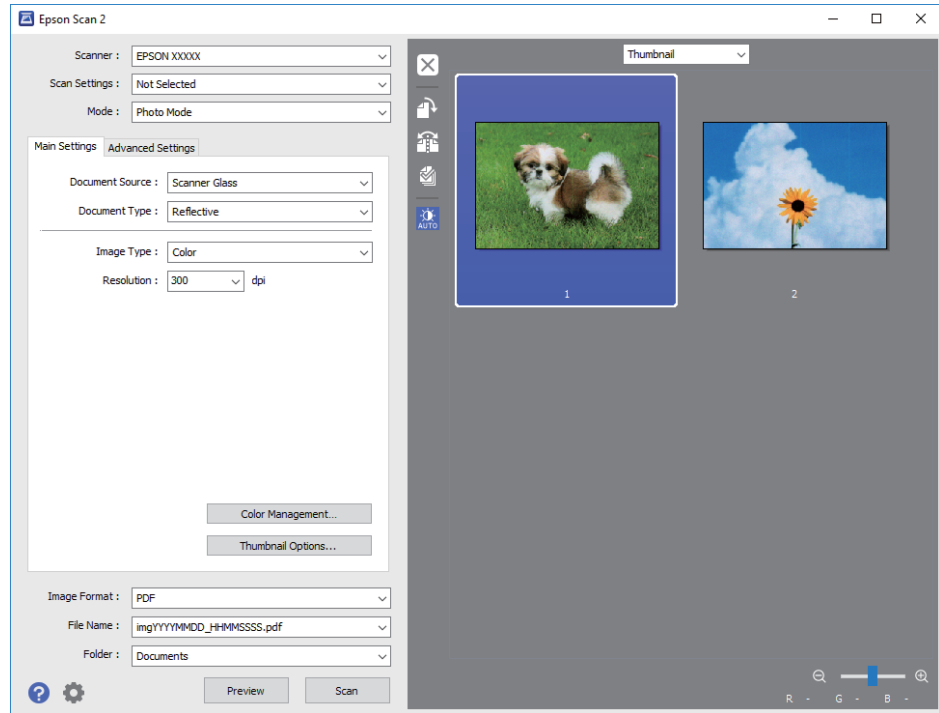 Epson Scan 2
Scanner : EPSON XXXXX
Scan Settings : Not Selected
Mode : Photo Mode
Main Settings Advanced Settings
Document Source : Scanner Glass
Document Type : Reflective
Image Type : Color
Resolution : 300 dpi
Color Management...
Thumbnail Options...
Image Format : PDF
File Name : imgYYYYMMDD_HHMMSSSS.pdf
Folder : Documents
? Preview Scan
Thumbnail
AUTO
1 2
R - G - B -